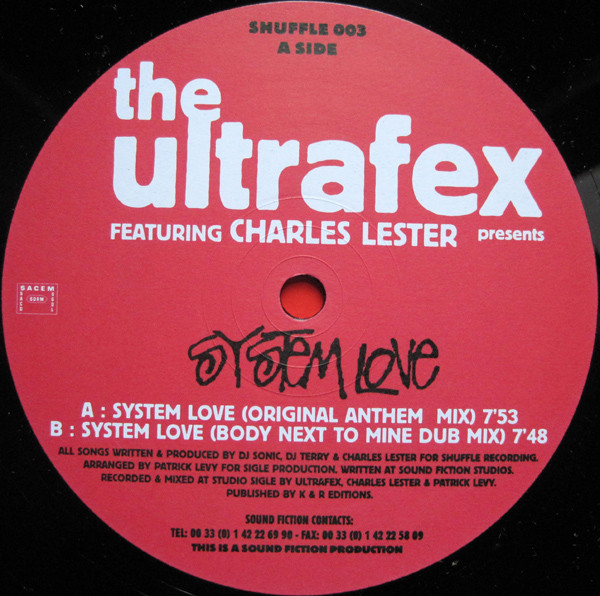 SHUFFLE 003
A SIDE
the
ultrafex
FEATURING CHARLES LESTER presents
SACEM
SACD
SDRM
SGDL
SYSTEM LOVE
A : SYSTEM LOVE (ORIGINAL ANTHEM MIX) 7'53
B : SYSTEM LOVE (BODY NEXT TO MINE DUB MIX) 7'48
ALL SONGS WRITTEN & PRODUCED BY DJ SONIC, DJ TERRY & CHARLES LESTER FOR SHUFFLE RECORDING.
ARRANGED BY PATRICK LEVY FOR SIGLE PRODUCTION. WRITTEN AT SOUND FICTION STUDIOS.
RECORDED & MIXED AT STUDIO SIGLE BY ULTRAFEX, CHARLES LESTER & PATRICK LEVY.
PUBLISHED BY K & R EDITIONS.
SOUND FICTION CONTACTS:
TEL: 00 33 (0) 1 42 22 69 90 - FAX: 00 33 (0) 1 42 22 58 09
THIS IS A SOUND FICTION PRODUCTION